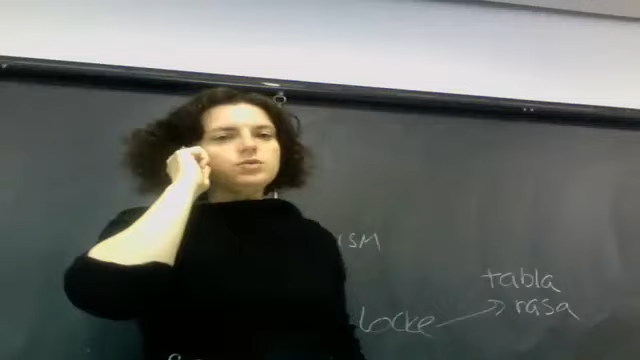 ISM
tabla
Locke → rasa